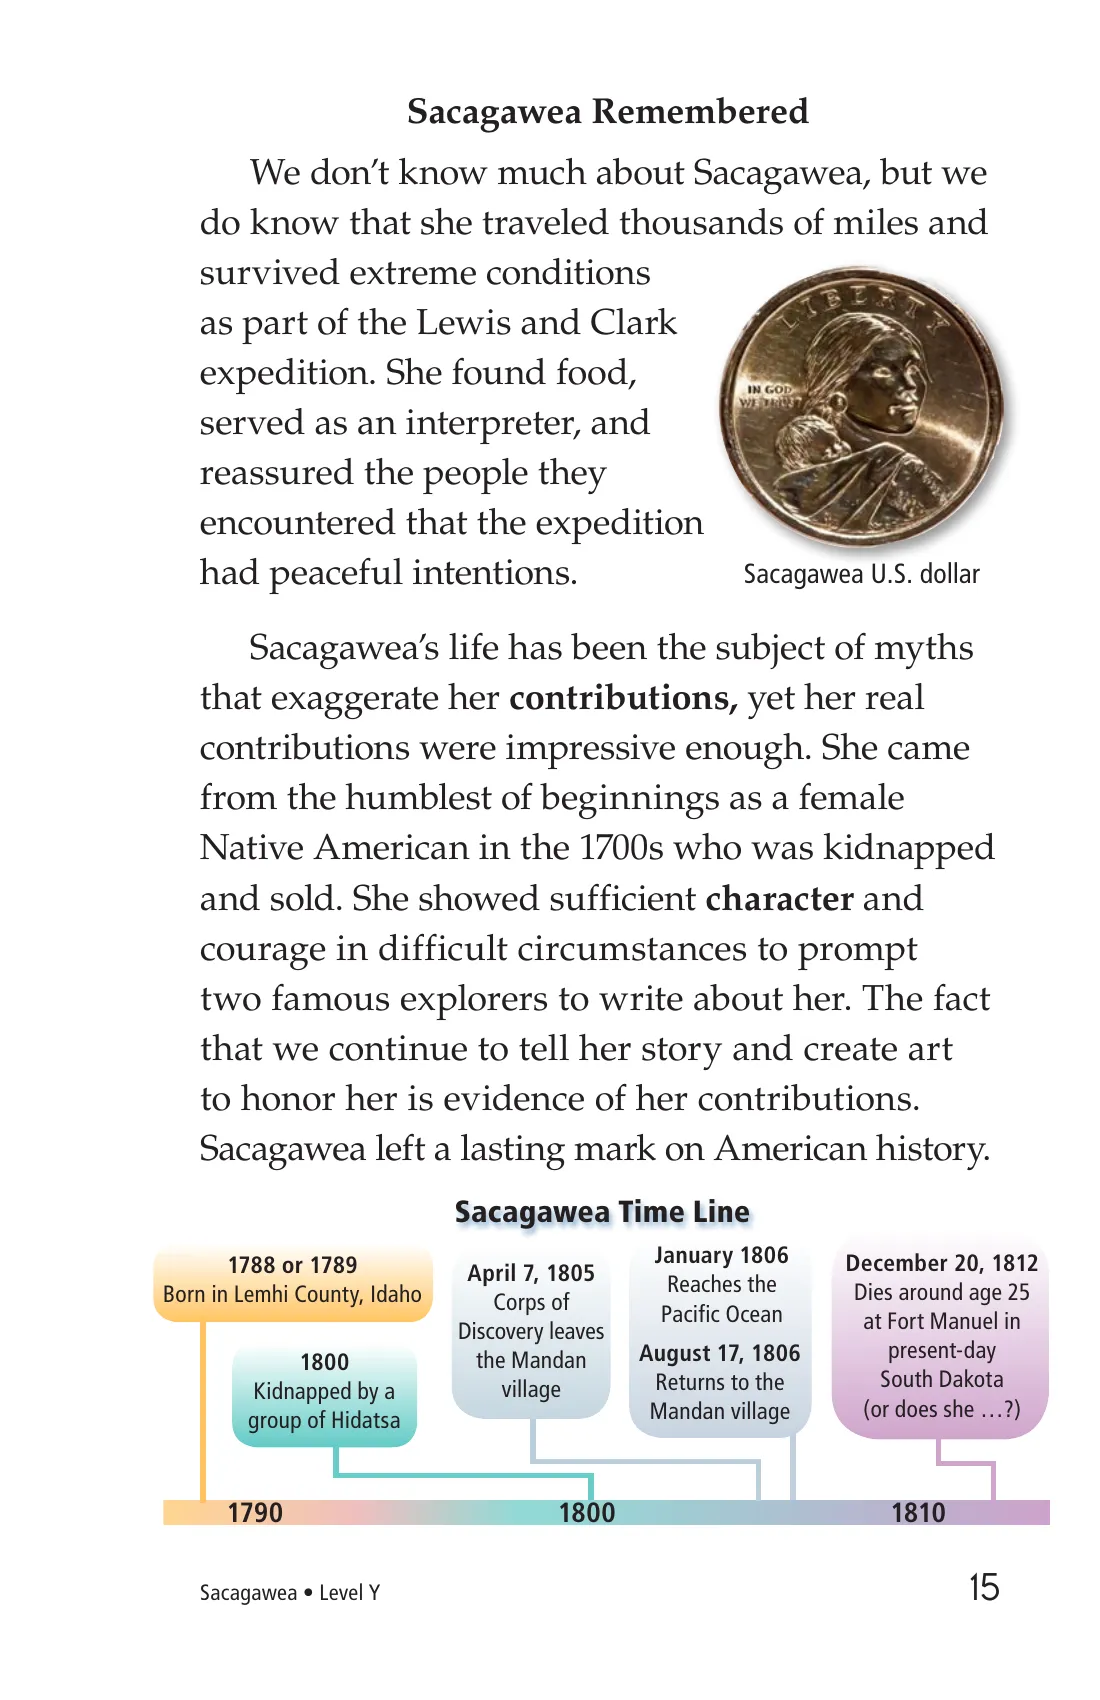 Sacagawea Remembered
We don’t know much about Sacagawea, but we
do know that she traveled thousands of miles and
survived extreme conditions
as part of the Lewis and Clark
expedition. She found food,
served as an interpreter, and
reassured the people they
encountered that the expedition
had peaceful intentions.
LIBERTY
IN GOD
WE TRUST
Sacagawea U.S. dollar
Sacagawea’s life has been the subject of myths
that exaggerate her contributions, yet her real
contributions were impressive enough. She came
from the humblest of beginnings as a female
Native American in the 1700s who was kidnapped
and sold. She showed sufficient character and
courage in difficult circumstances to prompt
two famous explorers to write about her. The fact
that we continue to tell her story and create art
to honor her is evidence of her contributions.
Sacagawea left a lasting mark on American history.
Sacagawea Time Line
1788 or 1789
Born in Lemhi County, Idaho
1800
Kidnapped by a
group of Hidatsa
April 7, 1805
Corps of
Discovery leaves
the Mandan
village
January 1806
Reaches the
Pacific Ocean
August 17, 1806
Returns to the
Mandan village
December 20, 1812
Dies around age 25
at Fort Manuel in
present-day
South Dakota
(or does she …?)
1790
1800
1810
Sacagawea • Level Y
15